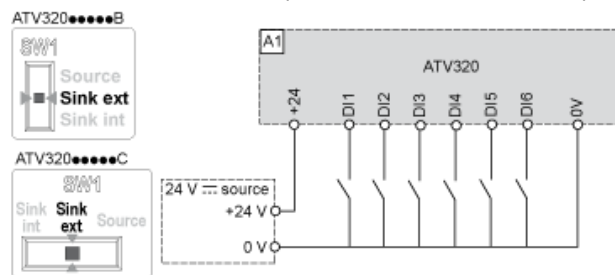 ATV320●●●●●B
SW1
Source
Sink ext
Sink int
ATV320●●●●●C
SW1
Sink int
Sink ext
Source
A1
ATV320
+24
DI1
DI2
DI3
DI4
DI5
DI6
0V
24 V ⎓ source
+24 V
0 V